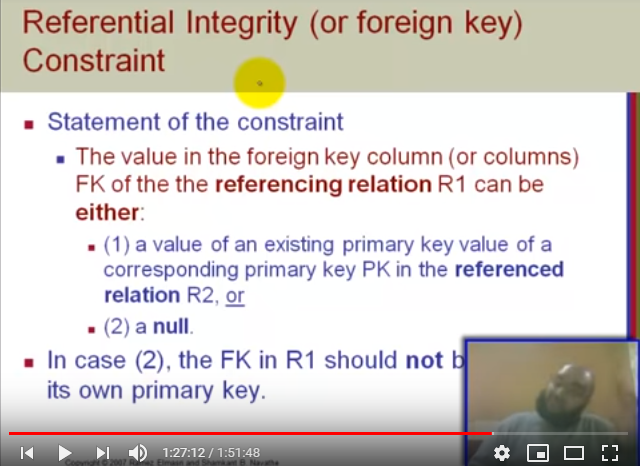 Referential Integrity (or foreign key)
Constraint
Statement of the constraint
The value in the foreign key column (or columns)
FK of the the referencing relation R1 can be
either:
(1) a value of an existing primary key value of a
corresponding primary key PK in the referenced
relation R2, or
(2) a null.
In case (2), the FK in R1 should not b
its own primary key.
1:27:12 / 1:51:48
Copyright © 2007 Ramez Elmasri and Shamkant B. Navathe